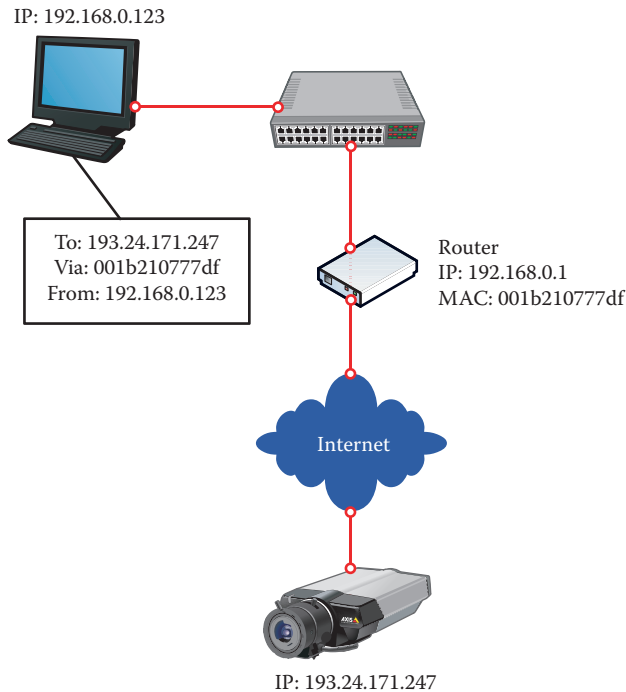 IP: 192.168.0.123
To: 193.24.171.247
Via: 001b210777df
From: 192.168.0.123
Router
IP: 192.168.0.1
MAC: 001b210777df
Internet
AXIS
IP: 193.24.171.247